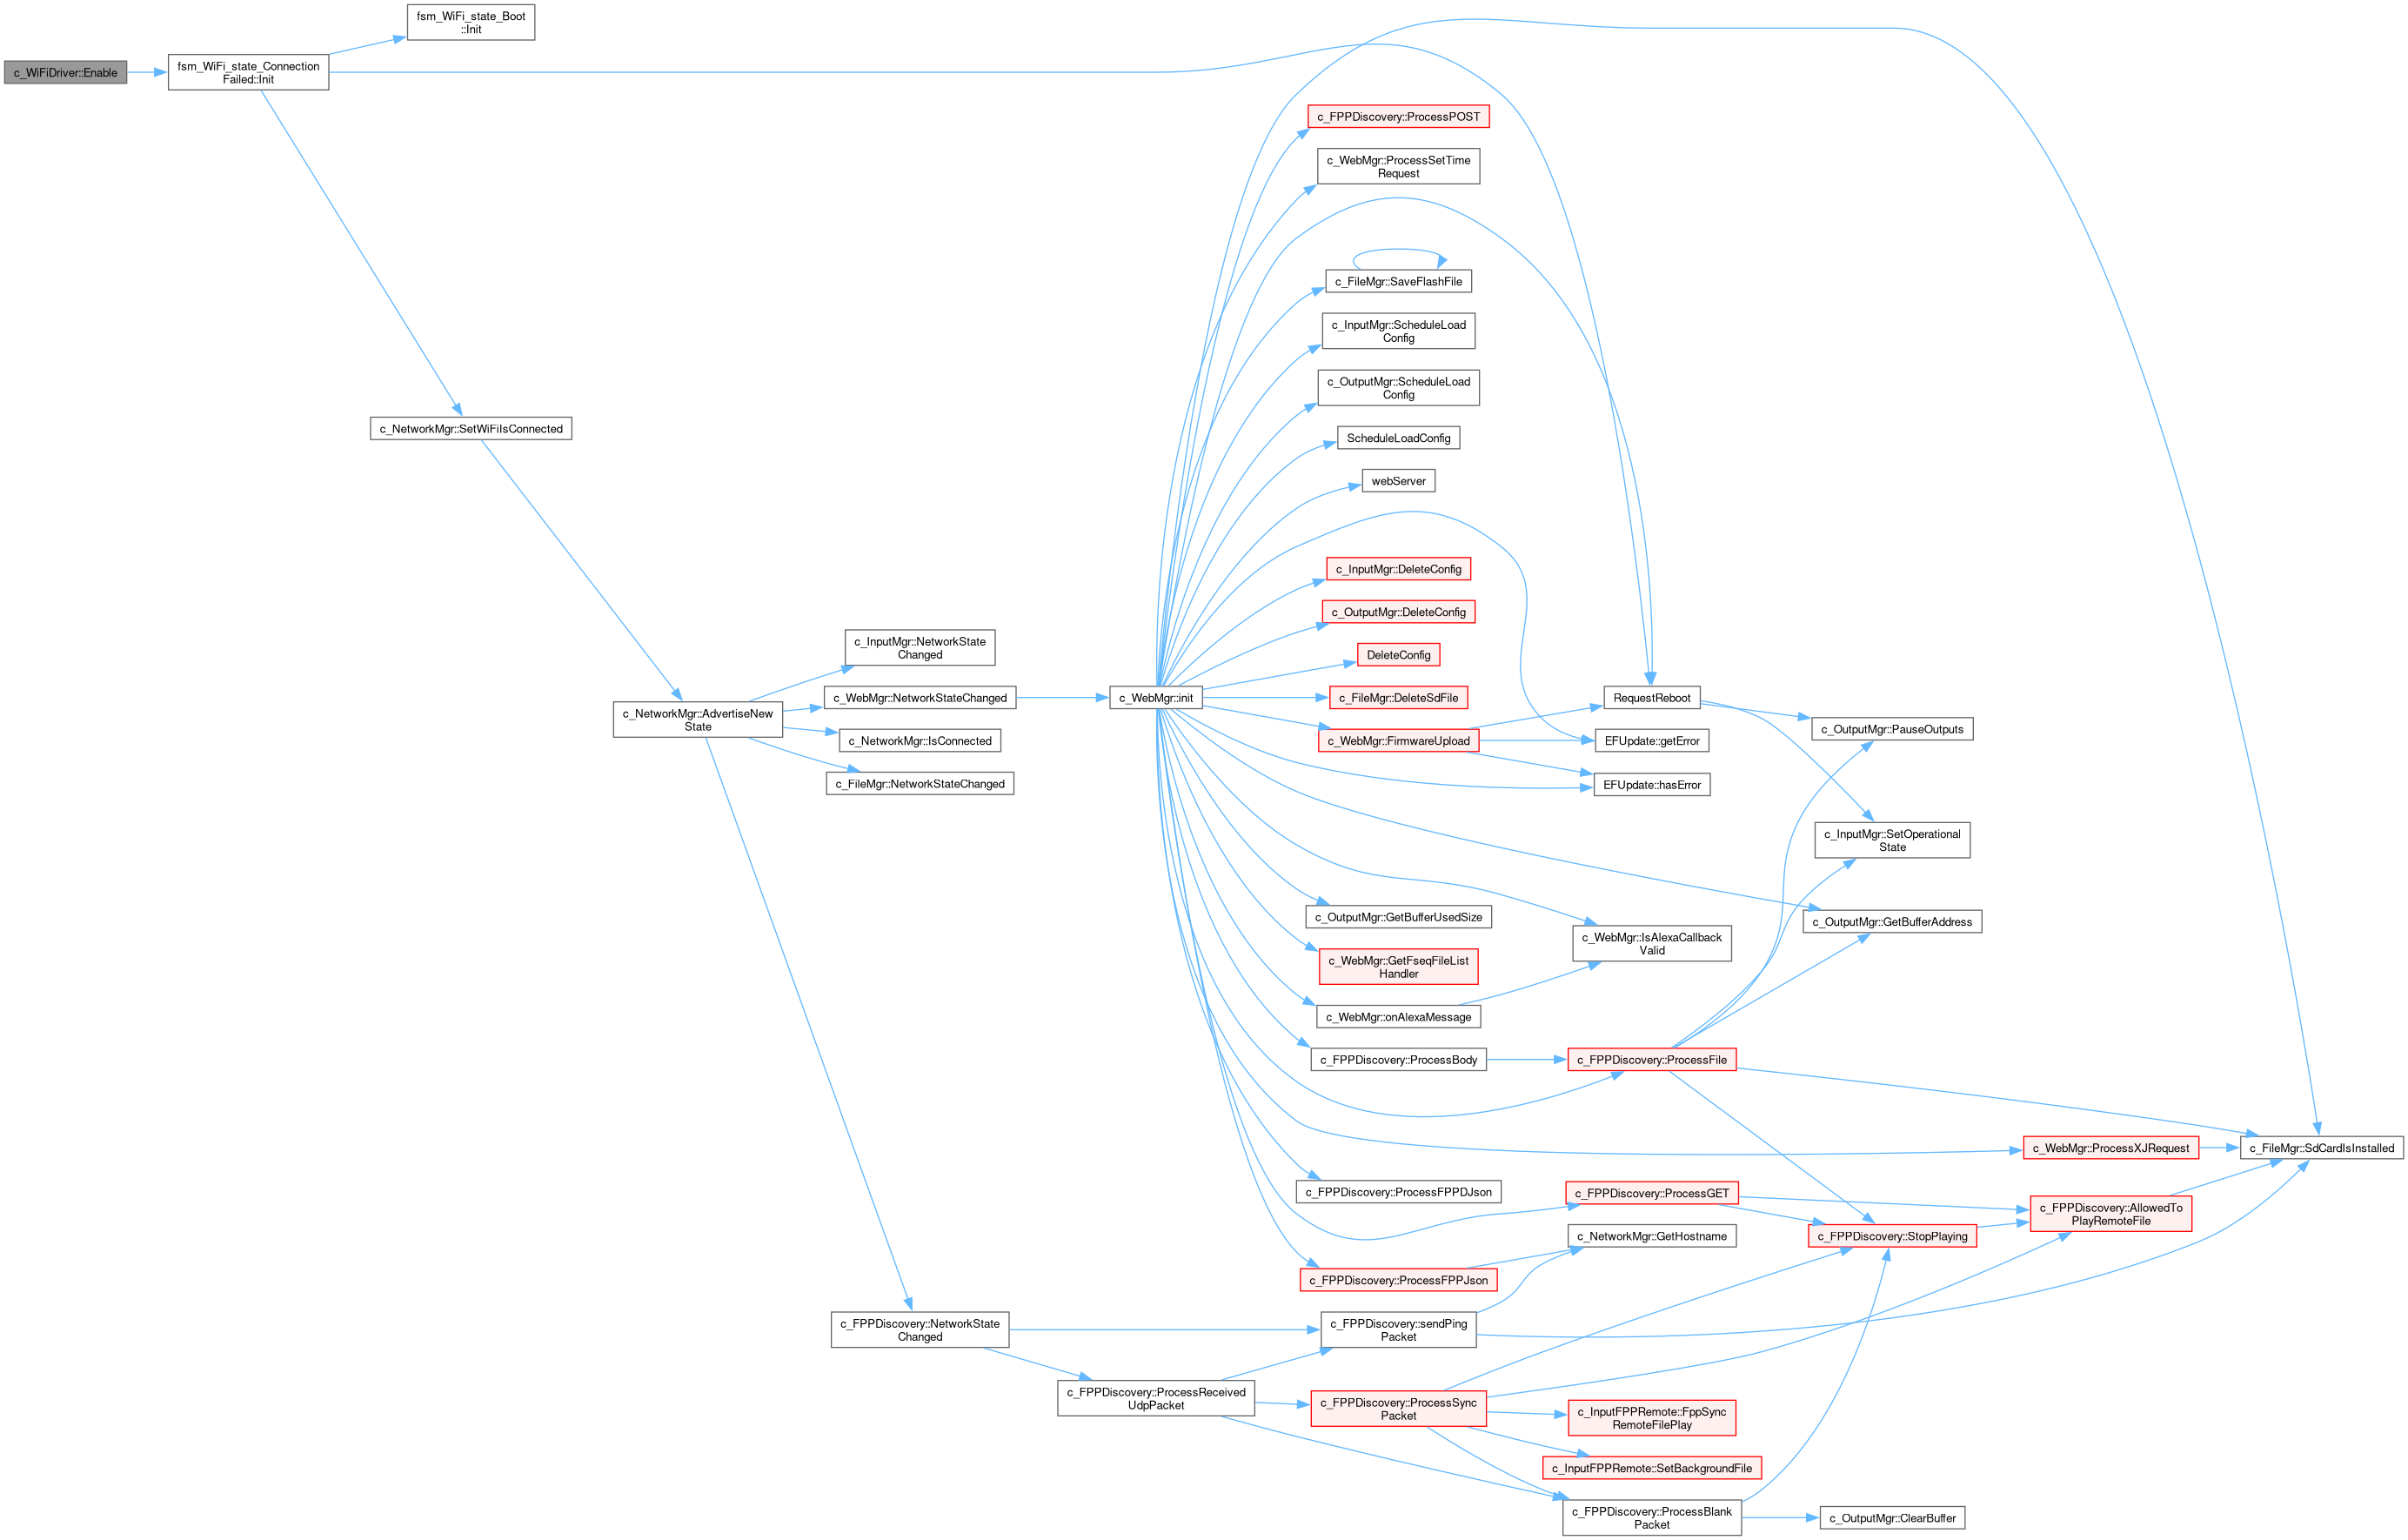 fsm_WiFi_state_Boot
::Init
c_WiFiDriver::Enable
fsm_WiFi_state_Connection
Failed::Init
c_FPPDiscovery::ProcessPOST
c_WebMgr::ProcessSetTime
Request
c_FileMgr::SaveFlashFile
c_InputMgr::ScheduleLoad
Config
c_OutputMgr::ScheduleLoad
Config
c_NetworkMgr::SetWiFiIsConnected
ScheduleLoadConfig
webServer
c_InputMgr::DeleteConfig
c_OutputMgr::DeleteConfig
c_InputMgr::NetworkState
Changed
DeleteConfig
c_WebMgr::NetworkStateChanged
c_WebMgr::init
c_FileMgr::DeleteSdFile
RequestReboot
c_NetworkMgr::AdvertiseNew
State
c_OutputMgr::PauseOutputs
c_NetworkMgr::IsConnected
c_WebMgr::FirmwareUpload
EFUpdate::getError
c_FileMgr::NetworkStateChanged
EFUpdate::hasError
c_InputMgr::SetOperational
State
c_OutputMgr::GetBufferUsedSize
c_OutputMgr::GetBufferAddress
c_WebMgr::IsAlexaCallback
Valid
c_WebMgr::GetFseqFileList
Handler
c_WebMgr::onAlexaMessage
c_FPPDiscovery::ProcessBody
c_FPPDiscovery::ProcessFile
c_WebMgr::ProcessXJRequest
c_FileMgr::SdCardIsInstalled
c_FPPDiscovery::ProcessFPPDJson
c_FPPDiscovery::ProcessGET
c_FPPDiscovery::AllowedTo
PlayRemoteFile
c_NetworkMgr::GetHostname
c_FPPDiscovery::StopPlaying
c_FPPDiscovery::ProcessFPPJson
c_FPPDiscovery::NetworkState
Changed
c_FPPDiscovery::sendPing
Packet
c_FPPDiscovery::ProcessReceived
UdpPacket
c_FPPDiscovery::ProcessSync
Packet
c_InputFPPRemote::FppSync
RemoteFilePlay
c_InputFPPRemote::SetBackgroundFile
c_FPPDiscovery::ProcessBlank
Packet
c_OutputMgr::ClearBuffer